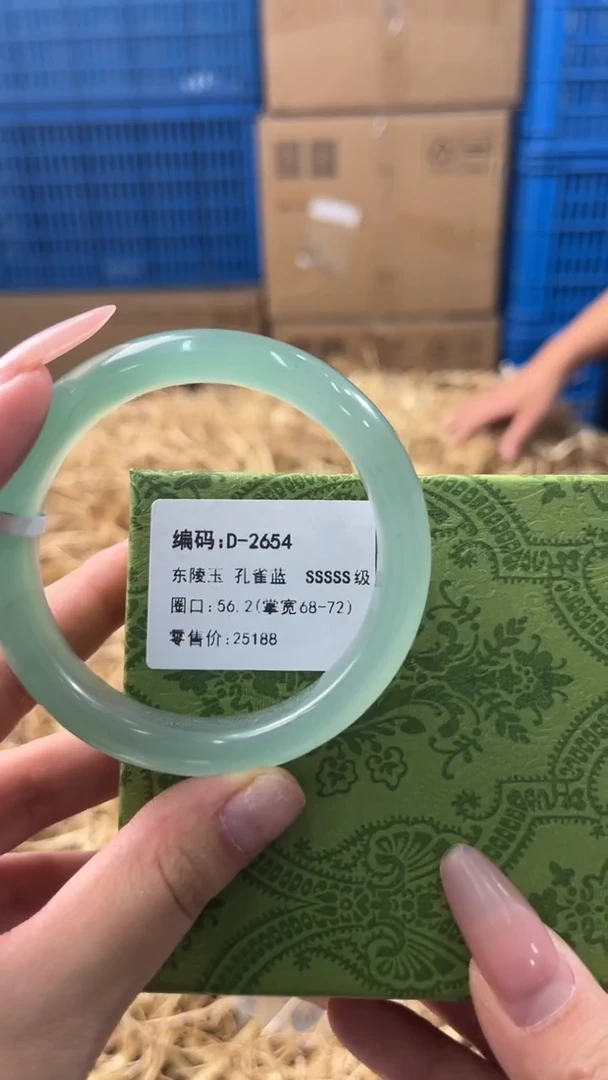 编码:D-2654
东陵玉 孔雀蓝 SSSSS级
圈口:56.2(掌宽68-72)
零售价:25188